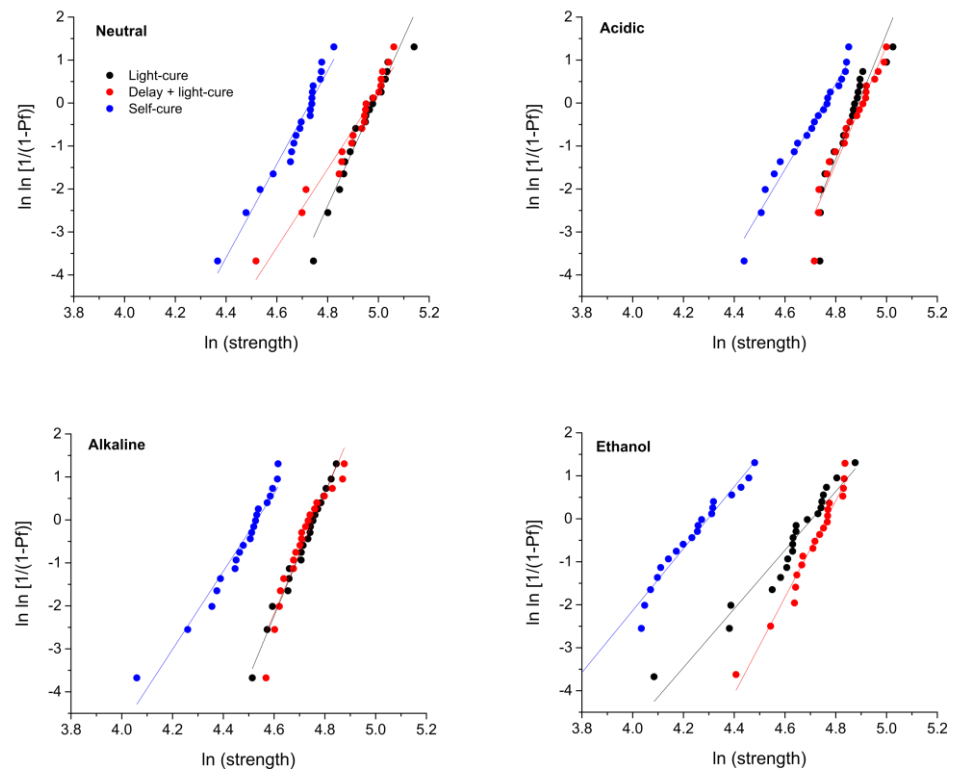 Neutral
Light-cure
Delay + light-cure
Self-cure
2
1
0
-1
-2
-3
-4
ln ln [1/(1-Pf)]
3.8 4.0 4.2 4.4 4.6 4.8 5.0 5.2
ln (strength)
Acidic
2
1
0
-1
-2
-3
-4
ln ln [1/(1-Pf)]
3.8 4.0 4.2 4.4 4.6 4.8 5.0 5.2
ln (strength)
Alkaline
2
1
0
-1
-2
-3
-4
ln ln [1/(1-Pf)]
3.8 4.0 4.2 4.4 4.6 4.8 5.0 5.2
ln (strength)
Ethanol
2
1
0
-1
-2
-3
-4
ln ln [1/(1-Pf)]
3.8 4.0 4.2 4.4 4.6 4.8 5.0 5.2
ln (strength)